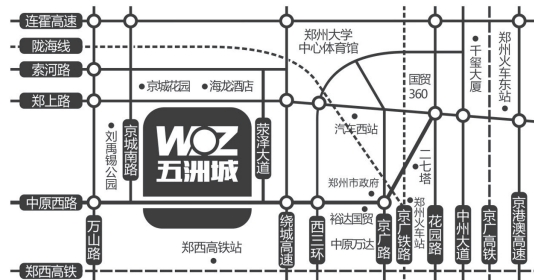 连霍高速
陇海线
索河路
郑上路
中原西路
郑西高铁
郑州大学
中心体育馆
京城花园
海龙酒店
国贸
360
千玺大厦
郑州火车东站
汽车西站
刘禹锡公园
京城南路
WOZ
五洲城
荥泽大道
二七塔
郑州市政府
裕达国贸
中原万达
郑州火车站
郑西高铁站
万山路
绕城高速
西三环
京广路
京广铁路
花园路
中州大道
京广高铁
京港澳高速